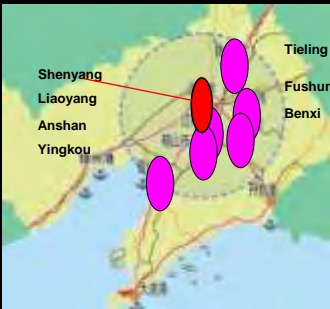 Tieling
Shenyang
Fushun
Liaoyang
Benxi
Anshan
Yingkou